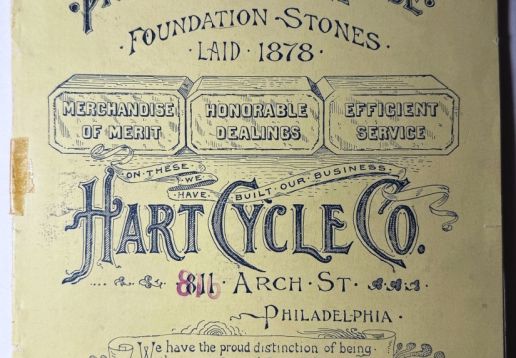 FOUNDATION STONES
· LAID · 1878 ·
MERCHANDISE OF MERIT
HONORABLE DEALINGS
EFFICIENT SERVICE
· ON · THESE ·
· WE ·
HAVE · BUILT · OUR · BUSINESS ·
HART CYCLE CO.
811 · ARCH · ST ·
PHILADELPHIA ·
We have the proud distinction of being